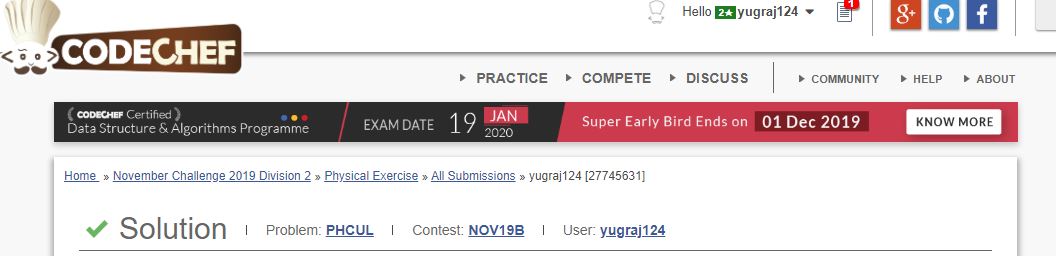 Hello 2★ yugraj124
1
CODECHEF
PRACTICE COMPETE DISCUSS COMMUNITY HELP ABOUT
CODECHEF Certified
Data Structure & Algorithms Programme
EXAM DATE 19 JAN 2020
Super Early Bird Ends on 01 Dec 2019 KNOW MORE
Home » November Challenge 2019 Division 2 » Physical Exercise » All Submissions » yugraj124 [27745631]
Solution | Problem: PHCUL | Contest: NOV19B | User: yugraj124